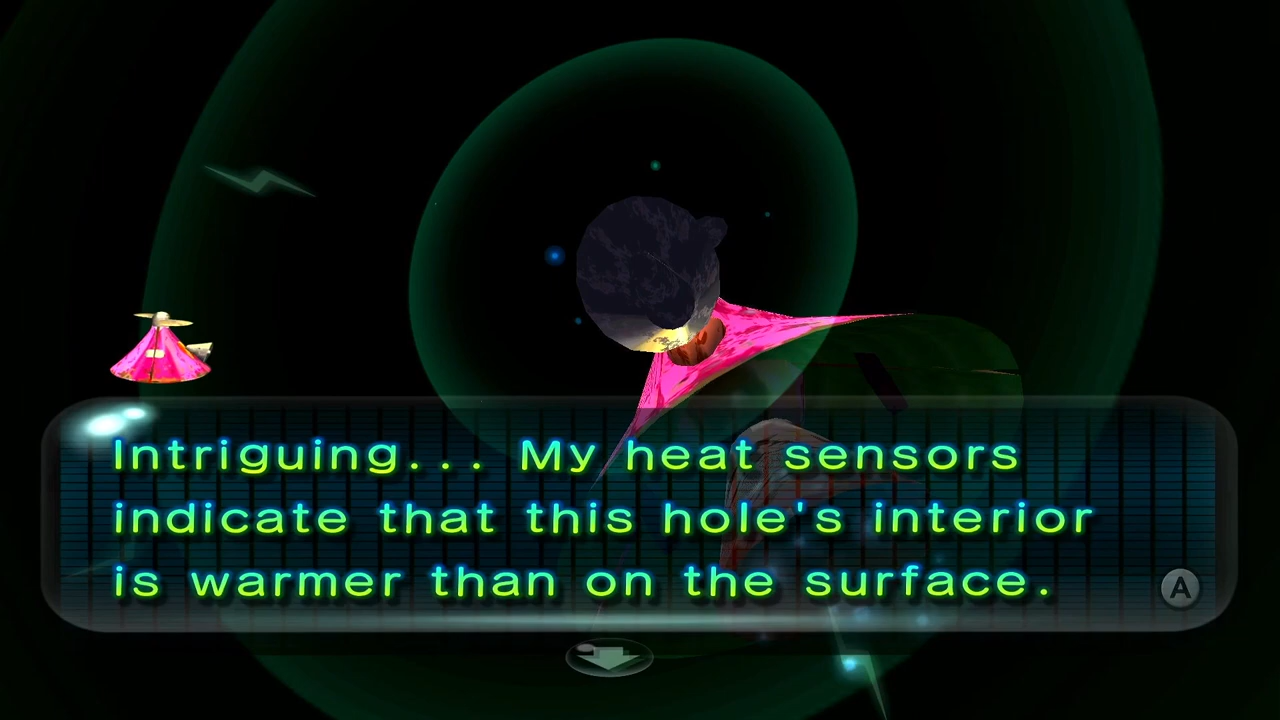 Intriguing... My heat sensors
indicate that this hole's interior
is warmer than on the surface.
A